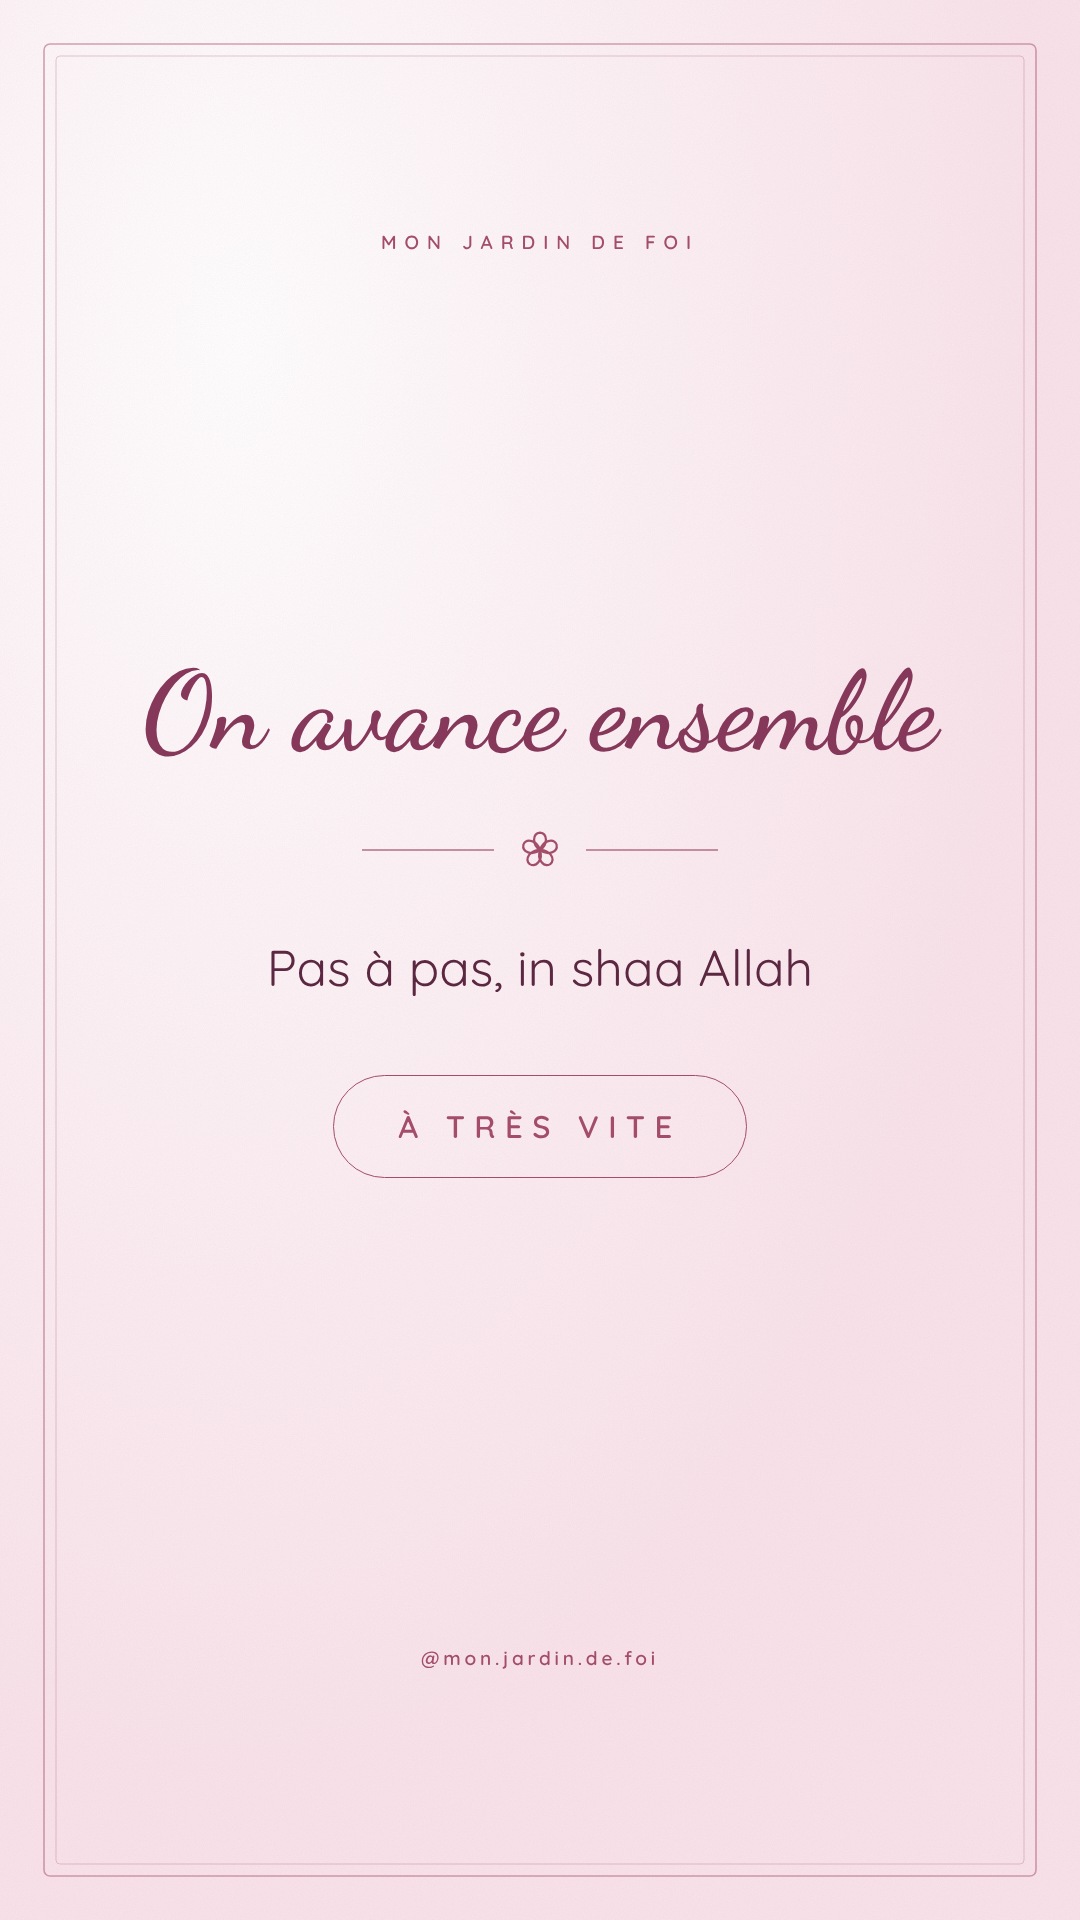 MON JARDIN DE FOI
On avance ensemble
Pas à pas, in shaa Allah
À TRÈS VITE
@mon.jardin.de.foi